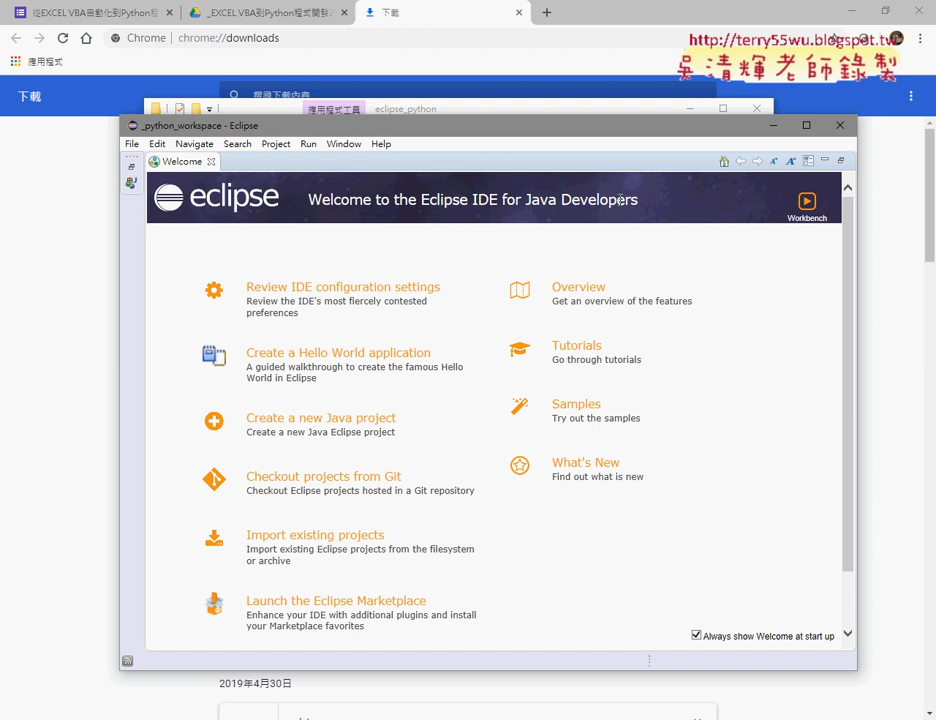 從EXCEL VBA自動化到Python程
_EXCEL VBA到Python程式開發
下載
Chrome
chrome://downloads
http://terry55wu.blogspot.tw
吳清輝老師錄製
應用程式
下載
搜尋下載內容
應用程式工具
eclipse_python
_python_workspace - Eclipse
File Edit Navigate Search Project Run Window Help
Welcome
eclipse
Welcome to the Eclipse IDE for Java Developers
Workbench
Review IDE configuration settings
Review the IDE's most fiercely contested
preferences
Overview
Get an overview of the features
Create a Hello World application
A guided walkthrough to create the famous Hello
World in Eclipse
Tutorials
Go through tutorials
Create a new Java project
Create a new Java Eclipse project
Samples
Try out the samples
Checkout projects from Git
Checkout Eclipse projects hosted in a Git repository
What's New
Find out what is new
Import existing projects
Import existing Eclipse projects from the filesystem
or archive
Launch the Eclipse Marketplace
Enhance your IDE with additional plugins and install
your Marketplace favorites
Always show Welcome at start up
2019年4月30日